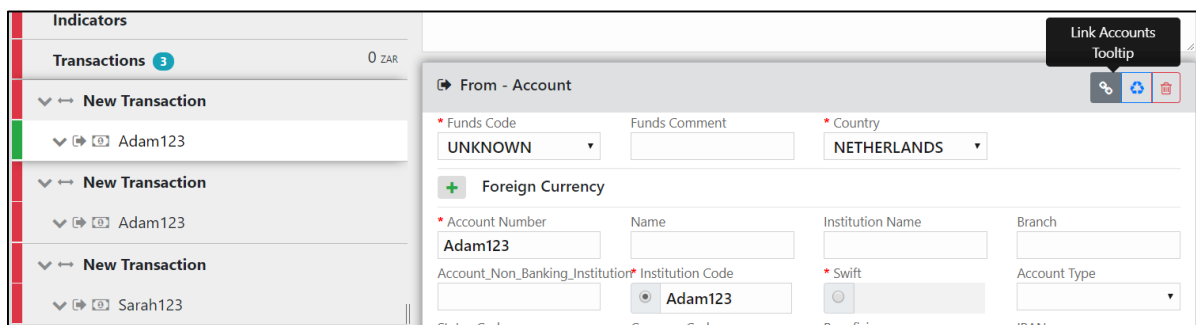 Indicators
Transactions 3 0 ZAR
New Transaction
Adam123
New Transaction
Adam123
New Transaction
Sarah123
Link Accounts
Tooltip
From - Account
* Funds Code Funds Comment * Country
UNKNOWN NETHERLANDS
+ Foreign Currency
* Account Number Name Institution Name Branch
Adam123
Account_Non_Banking_Institution * Institution Code * Swift Account Type
Adam123